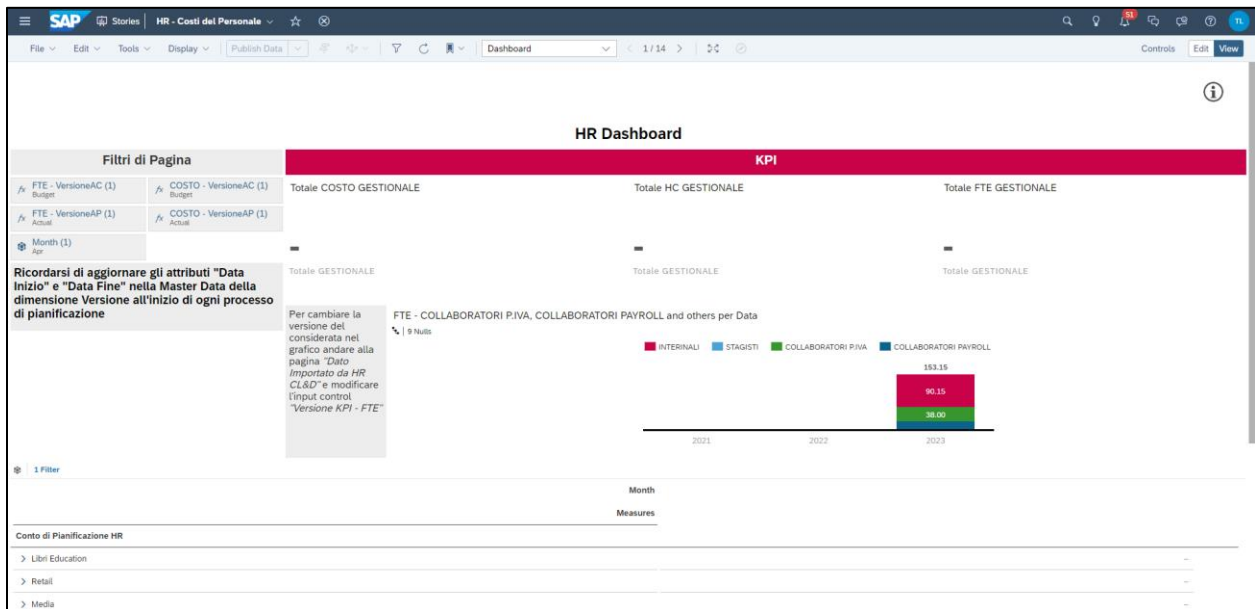 SAP Stories HR - Costi del Personale 51 TL
File Edit Tools Display Publish Data Dashboard 1 / 14 Controls Edit View
HR Dashboard
Filtri di Pagina
KPI
FTE - VersioneAC (1)
Budget
COSTO - VersioneAC (1)
Budget
FTE - VersioneAP (1)
Actual
COSTO - VersioneAP (1)
Actual
Month (1)
Apr
Ricordarsi di aggiornare gli attributi "Data
Inizio" e "Data Fine" nella Master Data della
dimensione Versione all'inizio di ogni processo
di pianificazione
Totale COSTO GESTIONALE
–
Totale GESTIONALE
Totale HC GESTIONALE
–
Totale GESTIONALE
Totale FTE GESTIONALE
–
Totale GESTIONALE
Per cambiare la
versione del
considerata nel
grafico andare alla
pagina "Dato
Importato da HR
CL&D" e modificare
l'input control
"Versione KPI - FTE"
FTE - COLLABORATORI P.IVA, COLLABORATORI PAYROLL and others per Data
9 Nulls
INTERINALI STAGISTI COLLABORATORI P.IVA COLLABORATORI PAYROLL
153.15
90.15
38.00
2021 2022 2023
1 Filter
Month
Measures
Conto di Pianificazione HR
Libri Education –
Retail –
Media –